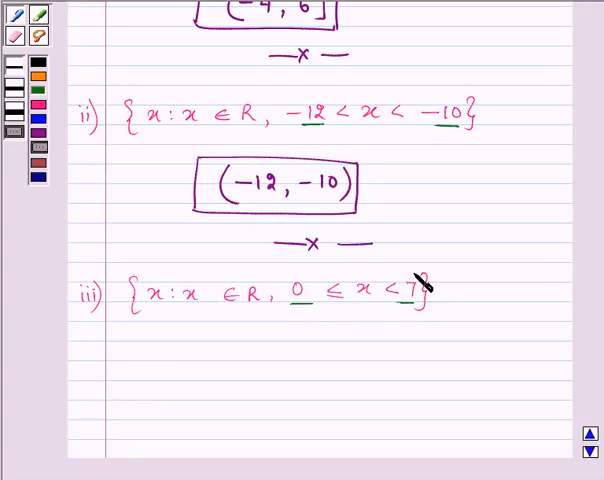 (-4, 6]
—x—
ii) {x : x ∈ R, -12 < x < -10}
(-12, -10)
—x—
iii) {x : x ∈ R, 0 ≤ x < 7}